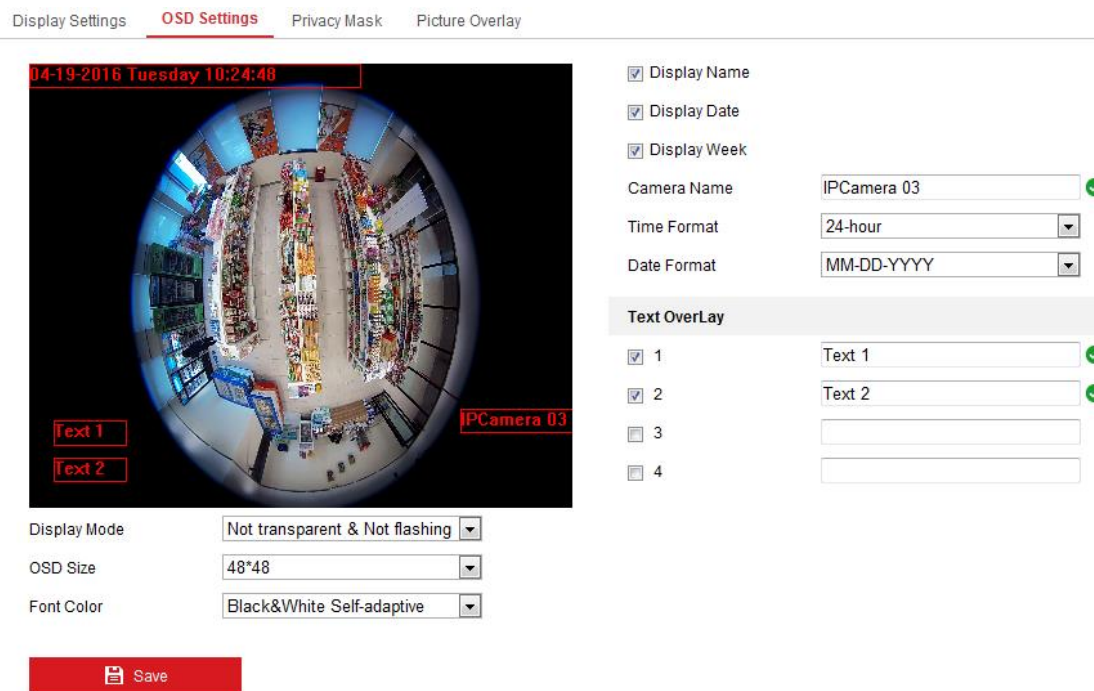 Display Settings OSD Settings Privacy Mask Picture Overlay
04-19-2016 Tuesday 10:24:48
Text 1
Text 2
IPCamera 03
Display Mode Not transparent & Not flashing
OSD Size 48*48
Font Color Black&White Self-adaptive
Save
Display Name
Display Date
Display Week
Camera Name IPCamera 03
Time Format 24-hour
Date Format MM-DD-YYYY
Text OverLay
1 Text 1
2 Text 2
3
4